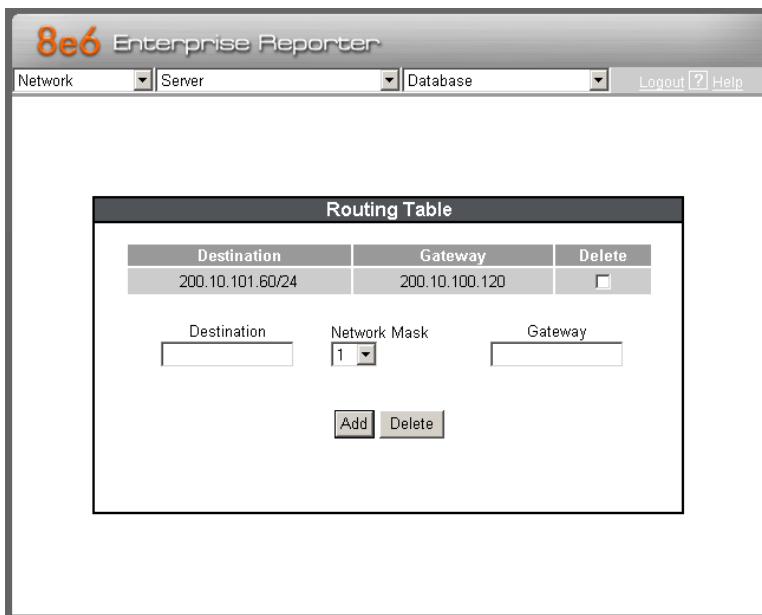 8e6 Enterprise Reporter
Network Server Database Logout ? Help
Routing Table
Destination Gateway Delete
200.10.101.60/24 200.10.100.120
Destination Network Mask Gateway
1
Add Delete